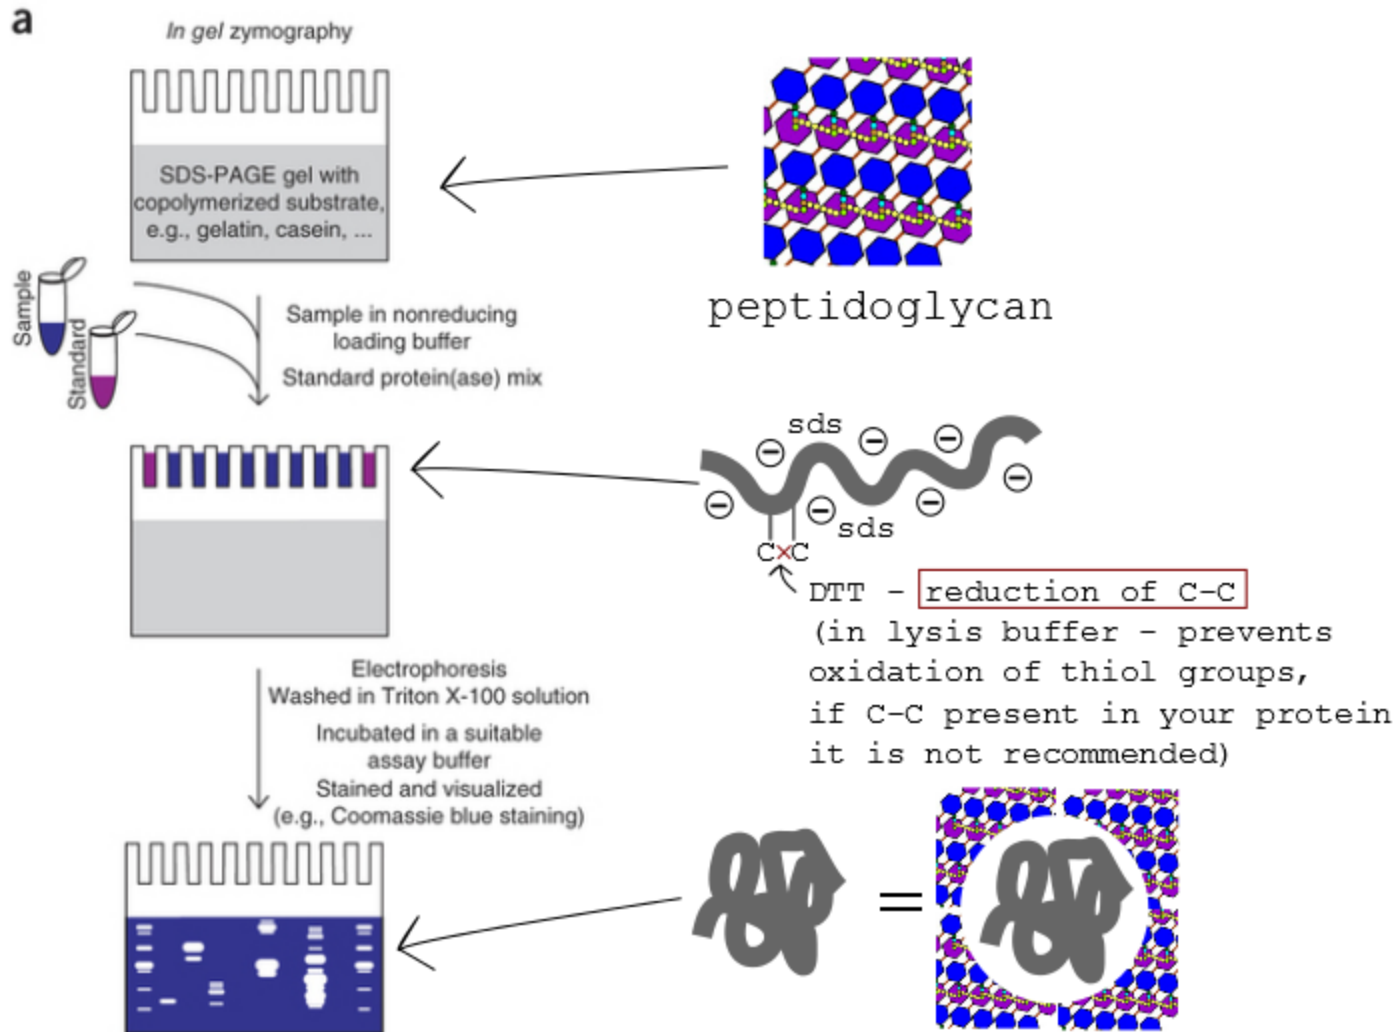 a
In gel zymography
SDS-PAGE gel with
copolymerized substrate,
e.g., gelatin, casein, ...
peptidoglycan
Sample
Standard
Sample in nonreducing
loading buffer
Standard protein(ase) mix
sds
sds
C×C
DTT - reduction of C-C
(in lysis buffer - prevents
oxidation of thiol groups,
if C-C present in your protein
it is not recommended)
Electrophoresis
Washed in Triton X-100 solution
Incubated in a suitable
assay buffer
Stained and visualized
(e.g., Coomassie blue staining)
=